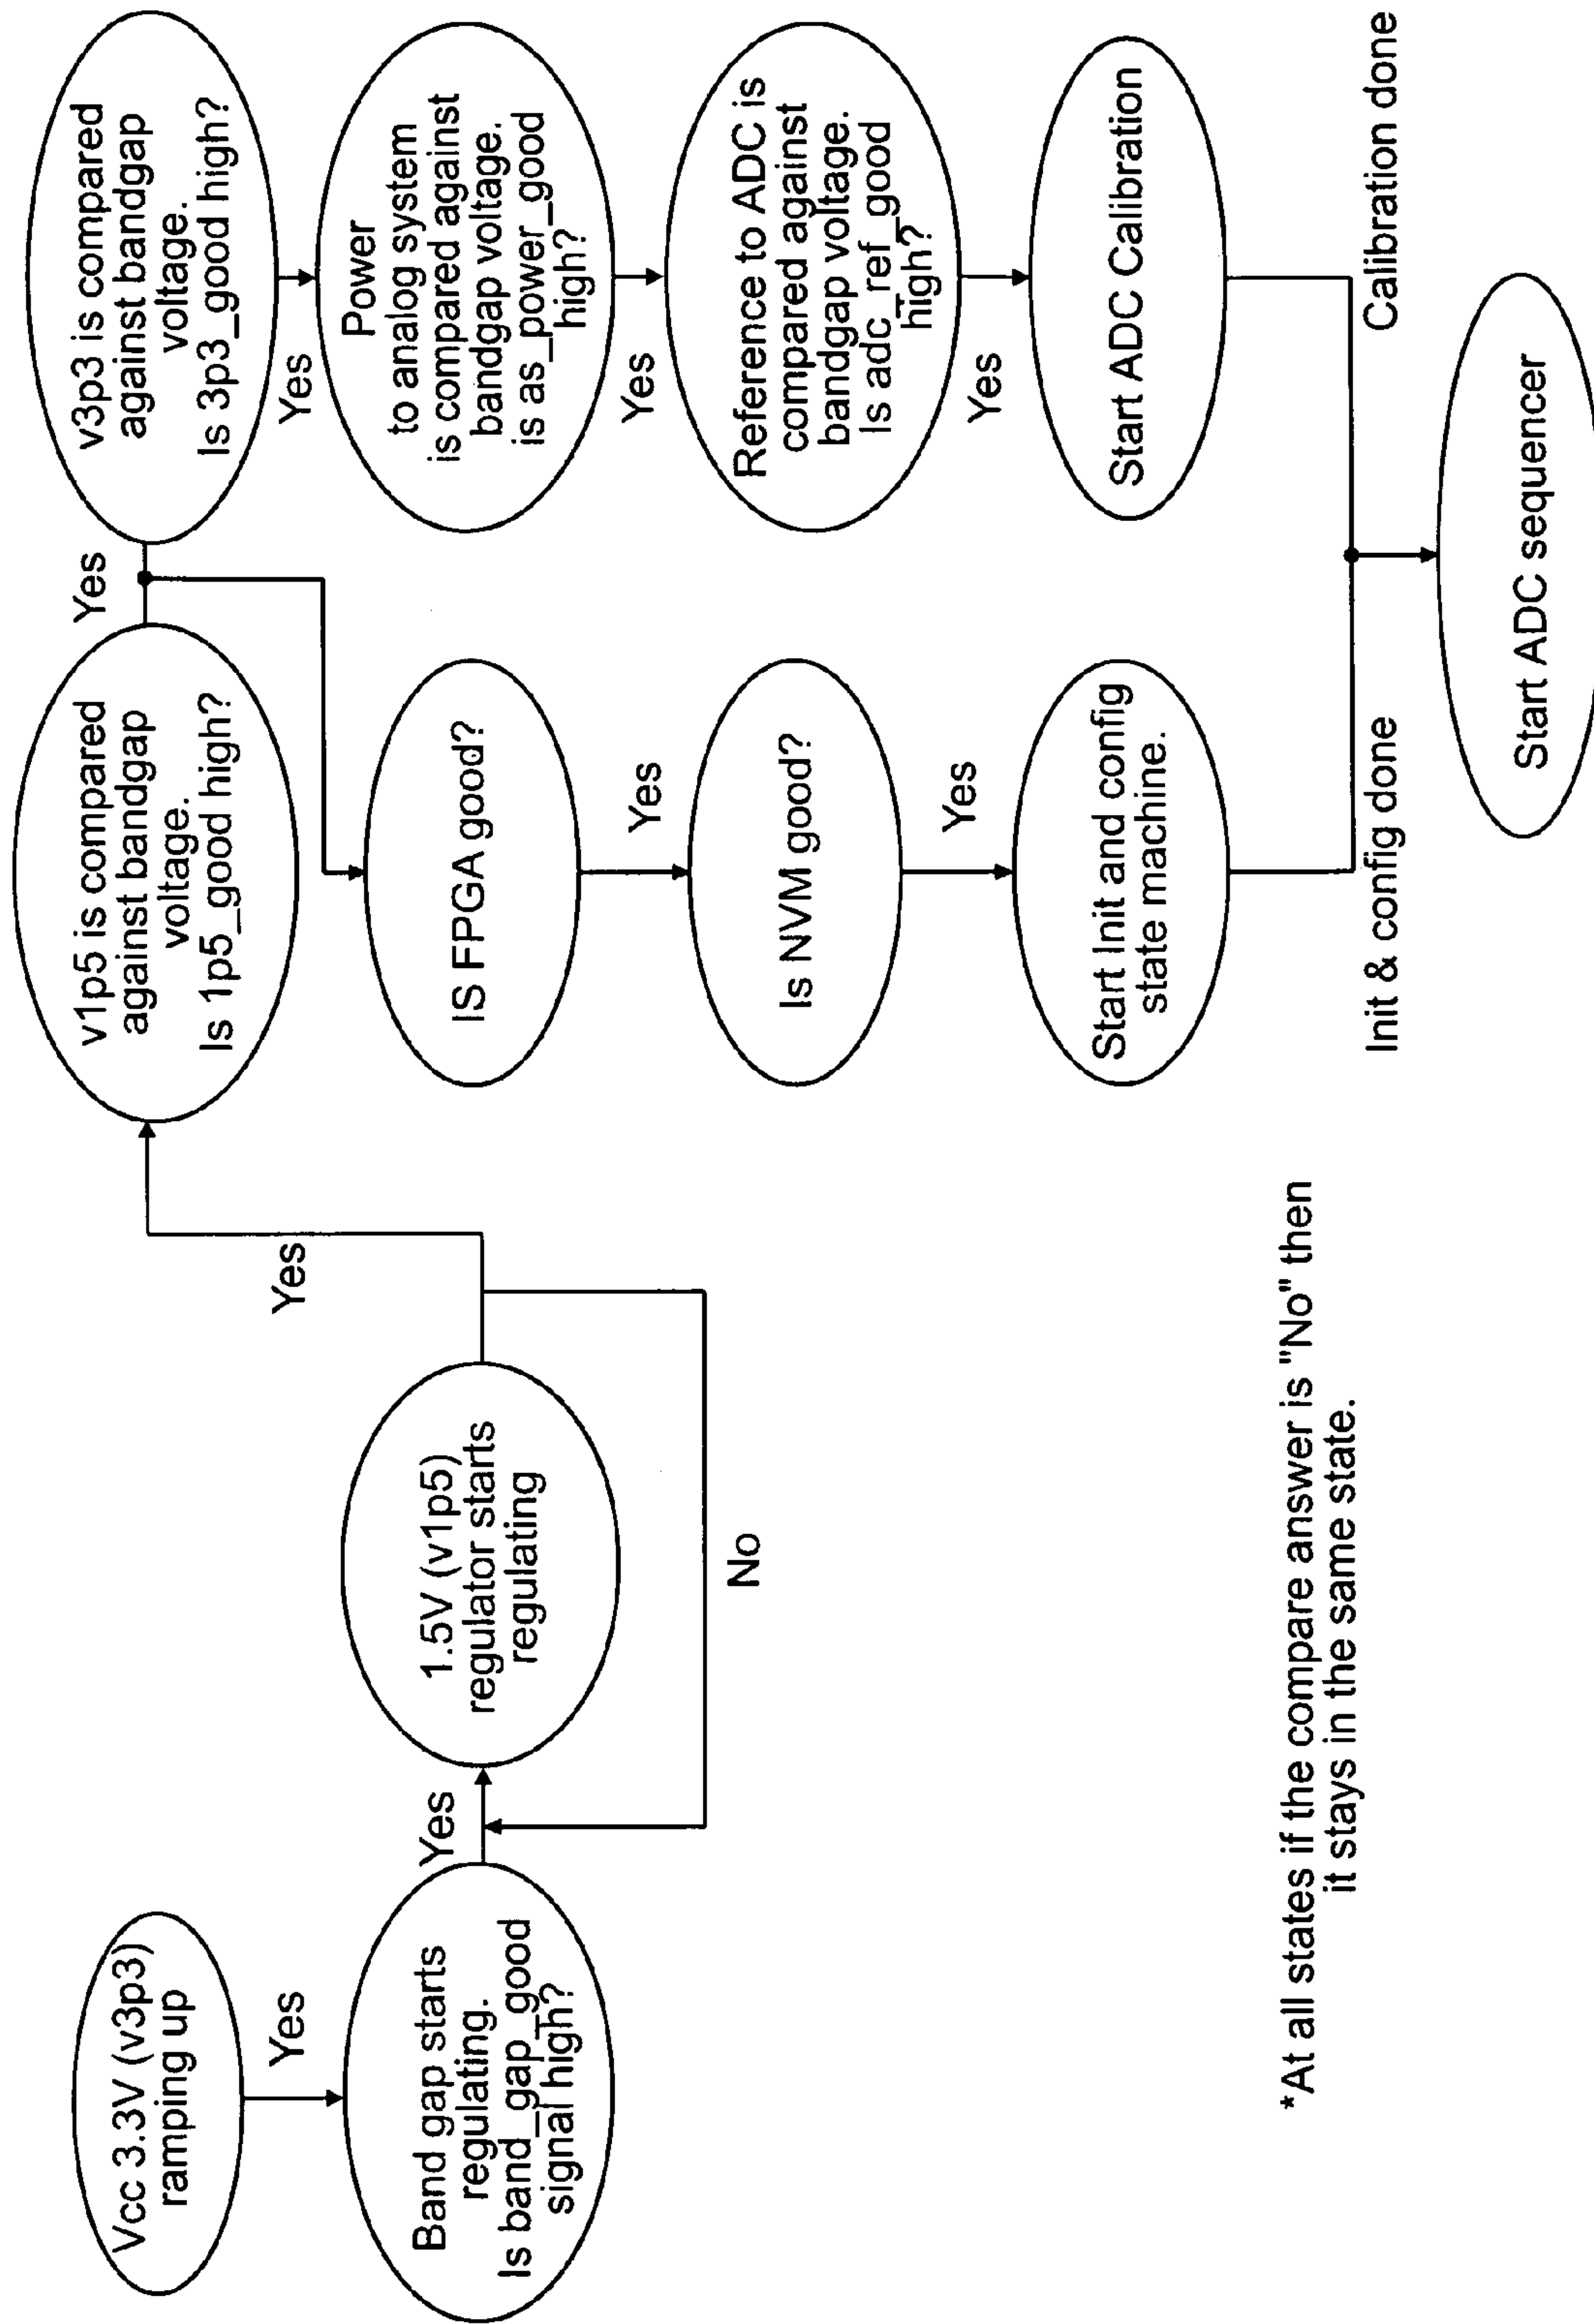 Vcc 3.3V (v3p3)
ramping up
Yes
Band gap starts
regulating.
Is band_gap_good
signal high?
Yes
1.5V (v1p5)
regulator starts
regulating
No
Yes
v1p5 is compared
against bandgap
voltage.
Is 1p5_good high?
Yes
IS FPGA good?
Yes
Is NVM good?
Yes
Start Init and config
state machine.
Init & config done
v3p3 is compared
against bandgap
voltage.
Is 3p3_good high?
Yes
Power
to analog system
is compared against
bandgap voltage.
is as_power_good
high?
Yes
Reference to ADC is
compared against
bandgap voltage.
Is adc_ref_good
high?
Yes
Start ADC Calibration
Calibration done
Start ADC sequencer
*At all states if the compare answer is "No" then
it stays in the same state.